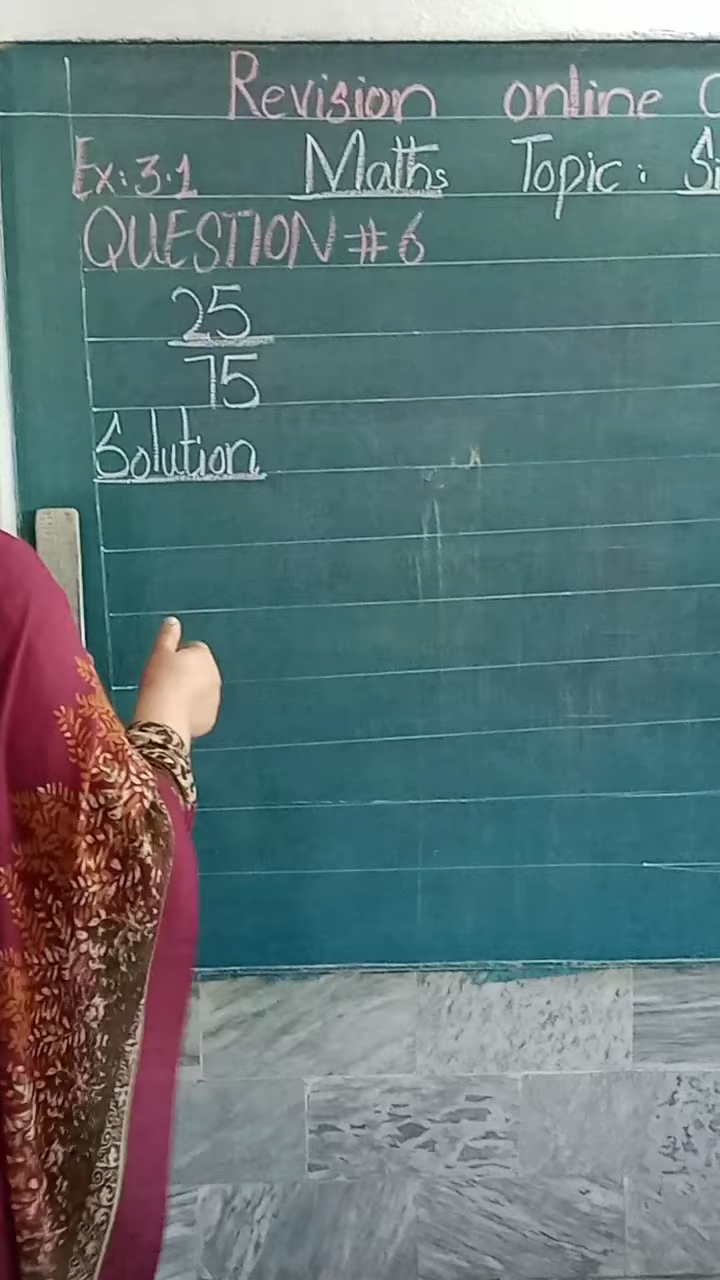 Revision online
Ex: 3.1 Maths Topic:
QUESTION # 6
25
75
Solution